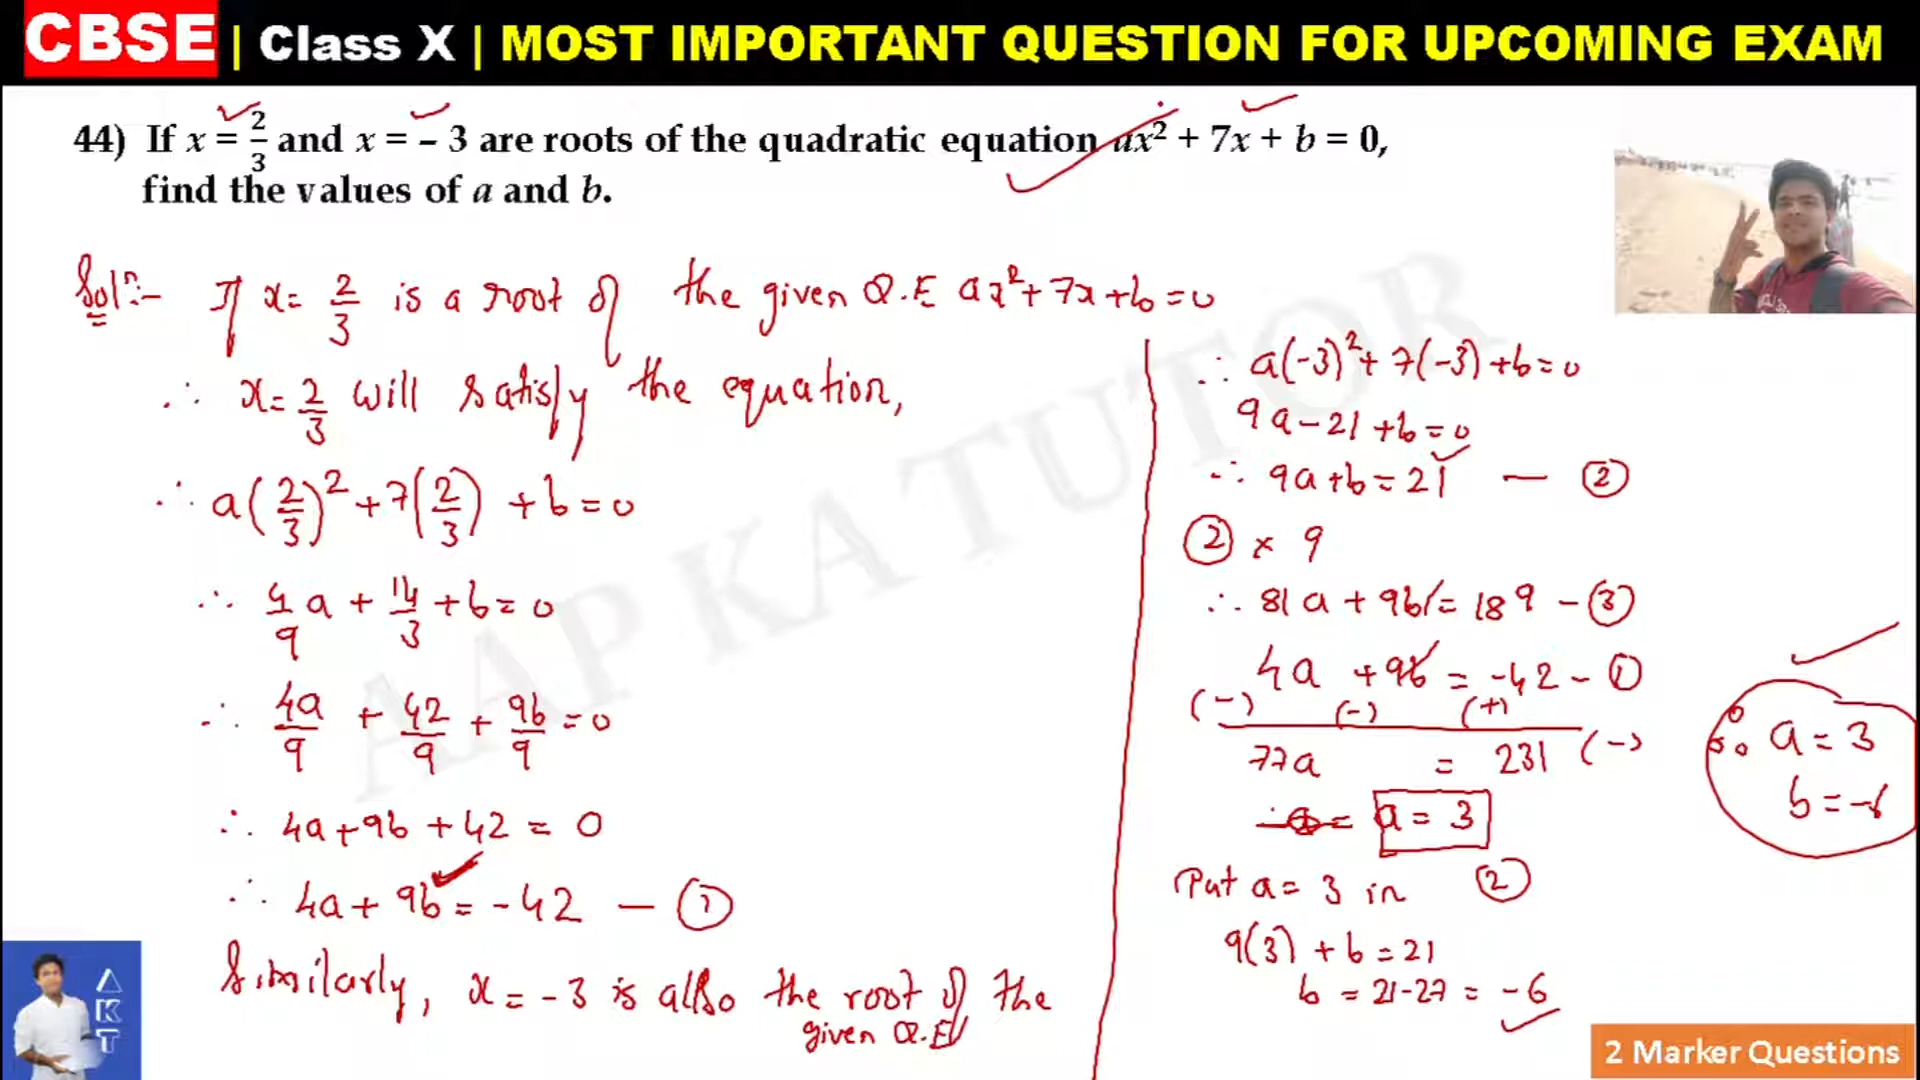 CBSE | Class X | MOST IMPORTANT QUESTION FOR UPCOMING EXAM
44) If x = 2/3 and x = – 3 are roots of the quadratic equation ax² + 7x + b = 0,
find the values of a and b.
Solⁿ:- If x = 2/3 is a root of the given Q.E ax² + 7x + b = 0
∴ x = 2/3 will satisfy the equation,
∴ a(2/3)² + 7(2/3) + b = 0
∴ 4/9 a + 14/3 + b = 0
∴ 4a/9 + 42/9 + 9b/9 = 0
∴ 4a + 9b + 42 = 0
∴ 4a + 9b = -42 — ①
Similarly, x = -3 is also the root of the
given Q.E
∴ a(-3)² + 7(-3) + b = 0
9a - 21 + b = 0
∴ 9a + b = 21 — ②
② × 9
∴ 81a + 9b = 189 - ③
4a + 9b = -42 - ①
(-) (-) (+)
77a = 231 (-)
a = 3
Put a = 3 in ②
9(3) + b = 21
b = 21-27 = -6
∴ a = 3
b = -6
AAP KA TUTOR
AKT
2 Marker Questions